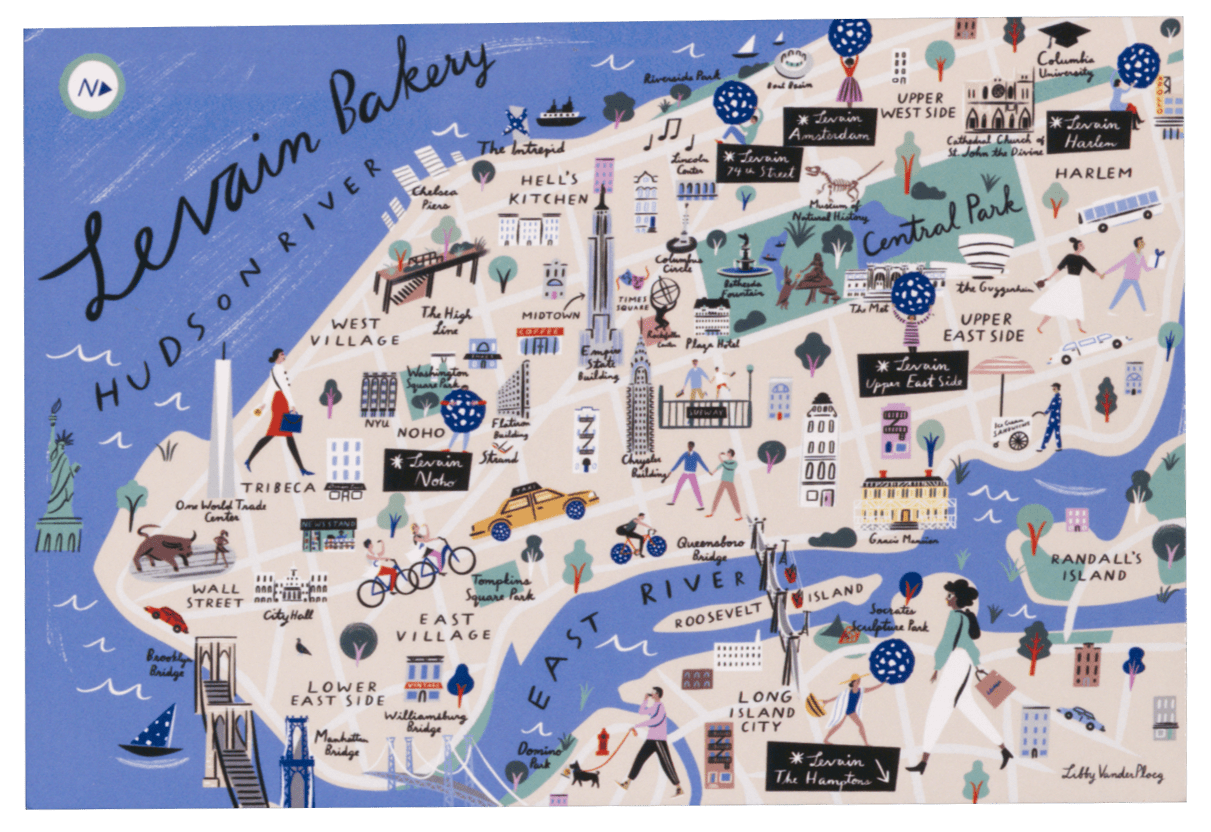 N
Levain Bakery
HUDSON RIVER
Riverside Park
Boat Basin
Columbia
University
UPPER
WEST SIDE
* Levain
Amsterdam
Cathedral Church of
St. John the Divine
* Levain
Harlem
COFFEE
The Intrepid
Lincoln
Center
* Levain
74th Street
Chelsea
Piers
HELL'S
KITCHEN
Museum of
Natural History
HARLEM
Central Park
Columbus
Circle
Bethesda
Fountain
The Met
the Guggenheim
The High
Line
MIDTOWN
TIMES
SQUARE
Rockefeller
Center
Plaza Hotel
UPPER
EAST SIDE
WEST
VILLAGE
COFFEE
Empire
State
Building
* Levain
Upper East Side
Washington
Square Park
NYU
NOHO
Flatiron
Building
SUBWAY
Ice Cream
SANDWICHES
* Levain
Noho
Strand
Chrysler
Building
TRIBECA
One World Trade
Center
NEWSSTAND
Queensboro
Bridge
Gracie Mansion
WALL
STREET
City Hall
Tompkins
Square Park
EAST RIVER
ROOSEVELT ISLAND
RANDALL'S
ISLAND
EAST
VILLAGE
Socrates
Sculpture Park
Brooklyn
Bridge
LOWER
EAST SIDE
VINTAGE
Williamsburg
Bridge
LONG
ISLAND
CITY
Manhattan
Bridge
Domino
Park
* Levain
The Hamptons
Libby VanderPloeg